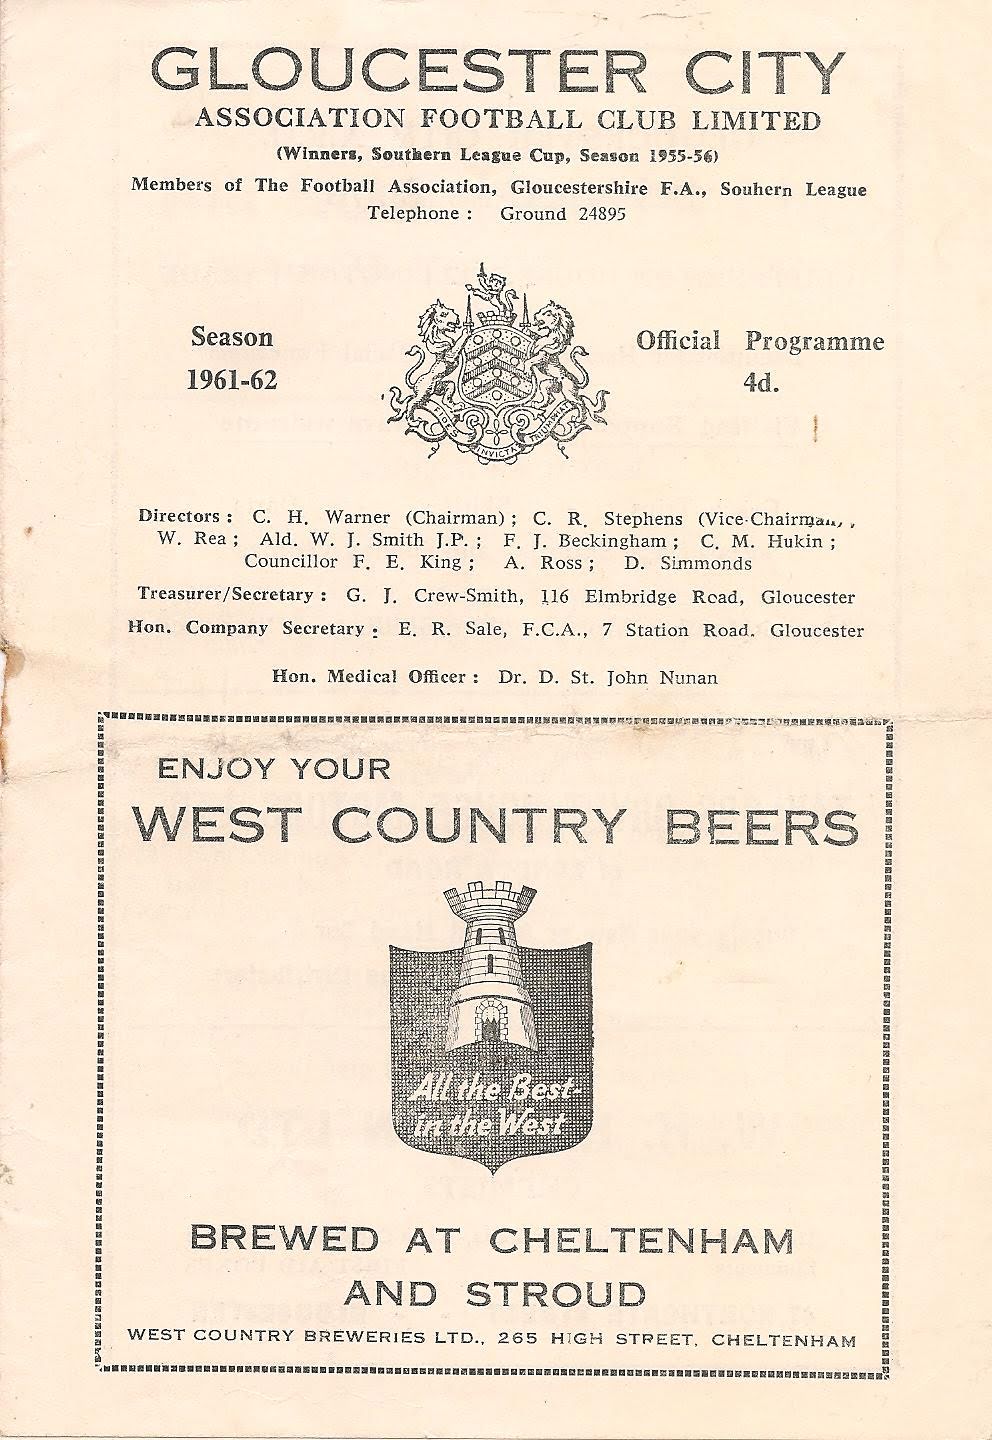 GLOUCESTER CITY
ASSOCIATION FOOTBALL CLUB LIMITED
(Winners, Southern League Cup, Season 1955-56)
Members of The Football Association, Gloucestershire F.A., Souhern League
Telephone : Ground 24895
Season
1961-62
Official Programme
4d.
FIDES INVICTA TRIUMPHAT
Directors : C. H. Warner (Chairman) ; C. R. Stephens (Vice-Chairman,
W. Rea ; Ald. W. J. Smith J.P. ; F. J. Beckingham ; C. M. Hukin ;
Councillor F. E. King ; A. Ross ; D. Simmonds
Treasurer/Secretary : G. J. Crew-Smith, 116 Elmbridge Road, Gloucester
Hon. Company Secretary : E. R. Sale, F.C.A., 7 Station Road. Gloucester
Hon. Medical Officer : Dr. D. St. John Nunan
ENJOY YOUR
WEST COUNTRY BEERS
All the Best-
in the West
BREWED AT CHELTENHAM
AND STROUD
WEST COUNTRY BREWERIES LTD., 265 HIGH STREET, CHELTENHAM